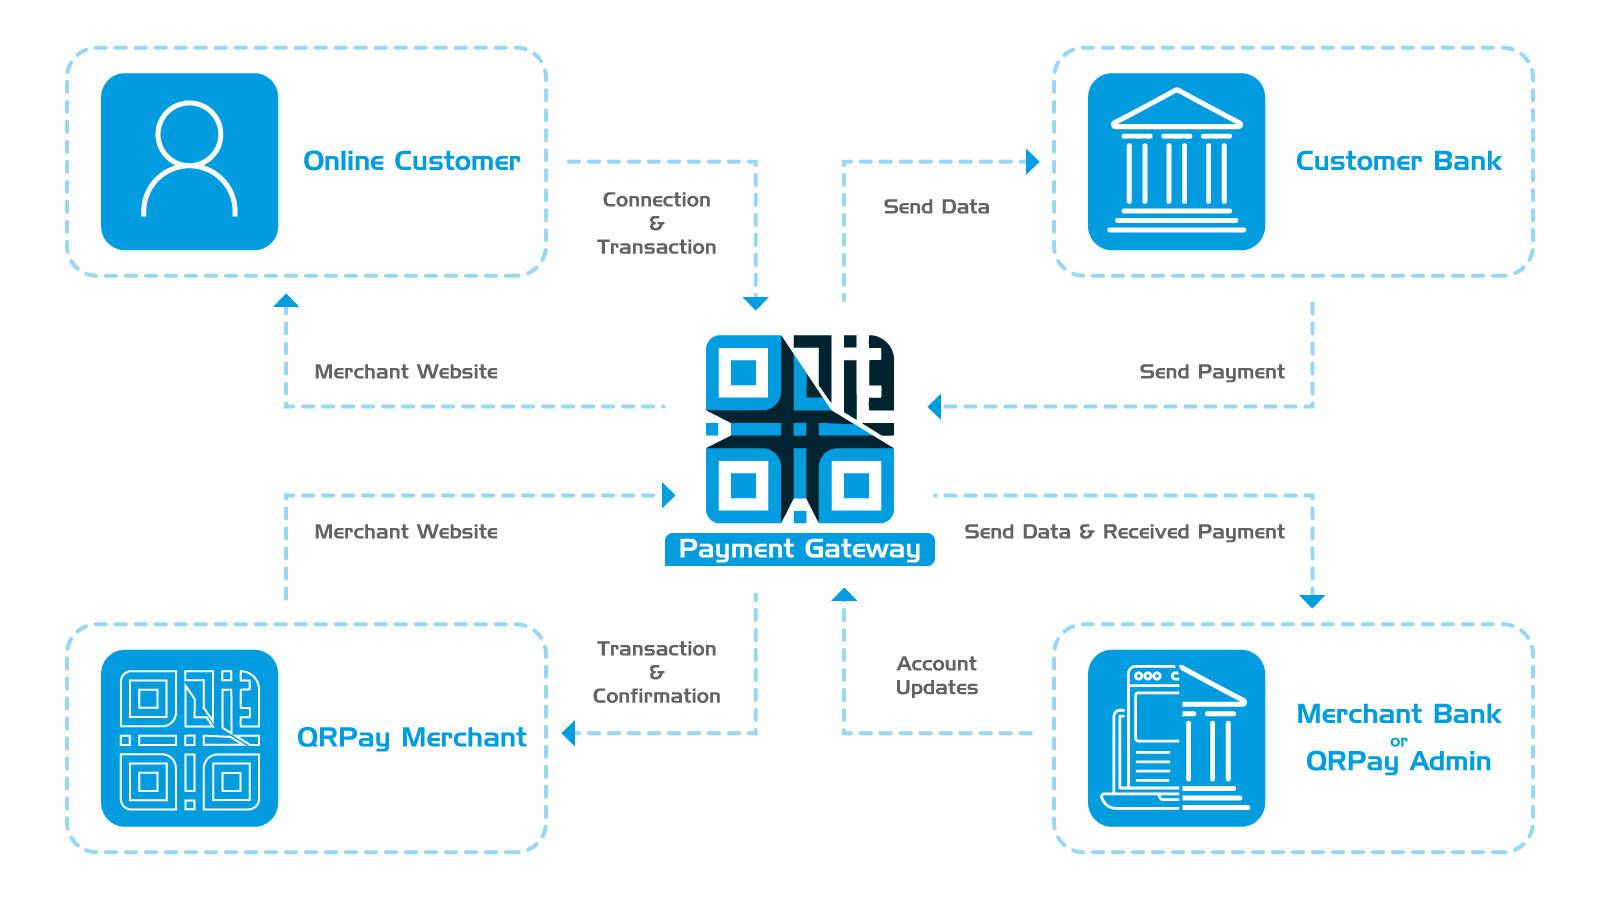 Online Customer
Connection
&
Transaction
Send Data
Customer Bank
Merchant Website
Send Payment
Merchant Website
Payment Gateway
Send Data & Received Payment
Transaction
&
Confirmation
Account
Updates
QRPay Merchant
Merchant Bank
or
QRPay Admin